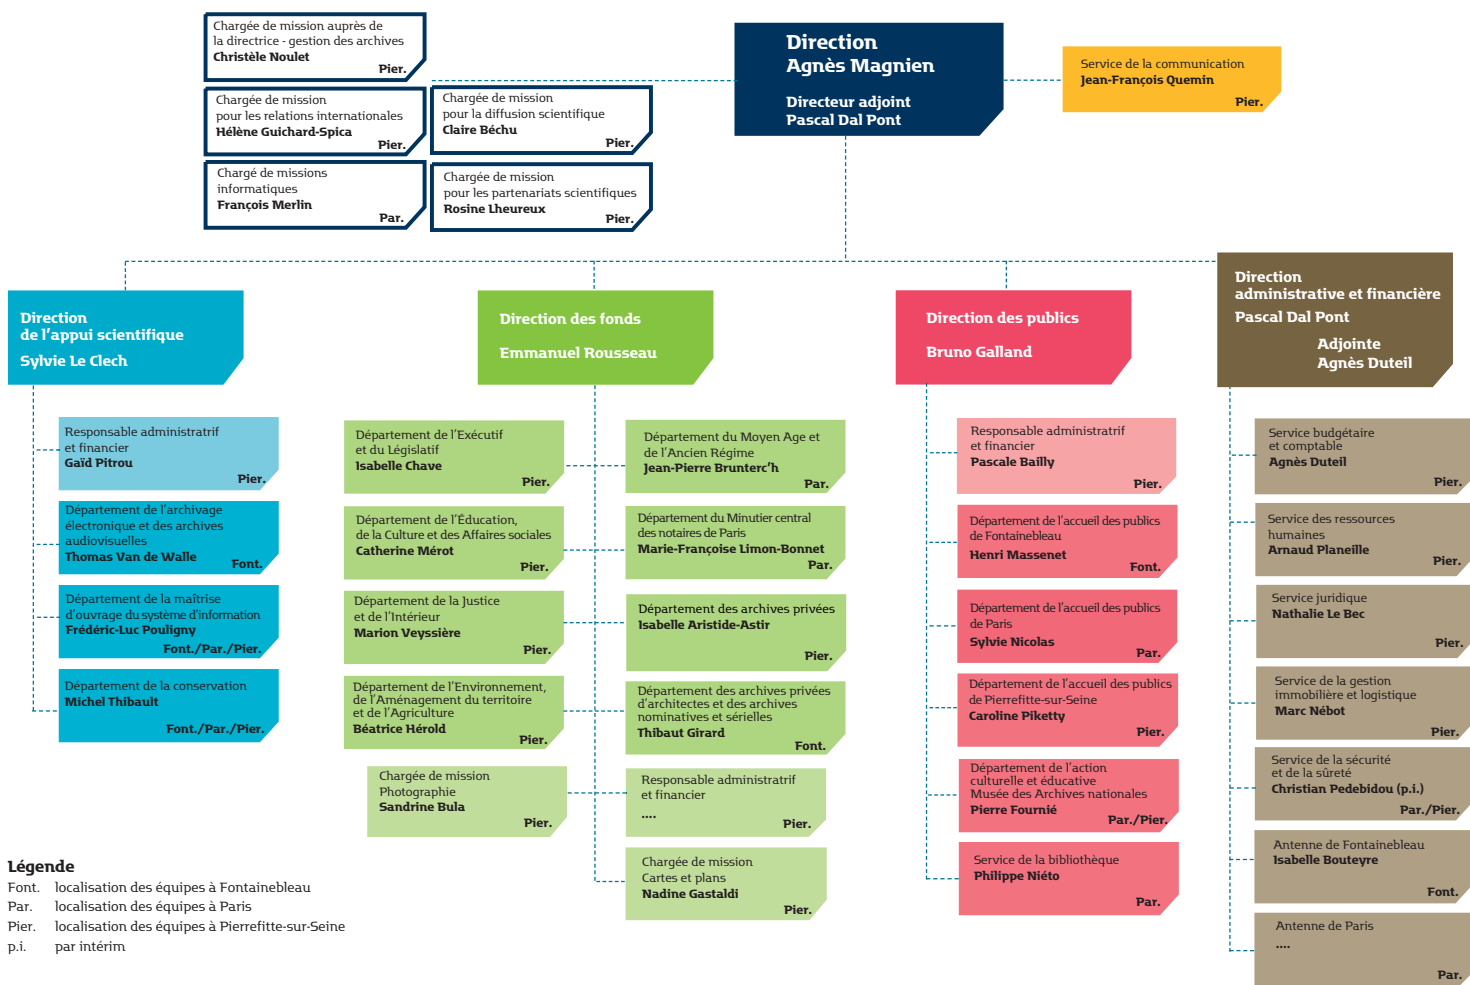 Chargée de mission auprès de
la directrice - gestion des archives
Christèle Noulet
Pier.
Chargée de mission
pour les relations internationales
Hélène Guichard-Spica
Pier.
Chargée de mission
pour la diffusion scientifique
Claire Béchu
Pier.
Chargé de missions
informatiques
François Merlin
Par.
Chargée de mission
pour les partenariats scientifiques
Rosine Lheureux
Pier.
Direction
Agnès Magnien
Directeur adjoint
Pascal Dal Pont
Service de la communication
Jean-François Quemin
Pier.
Direction
de l'appui scientifique
Sylvie Le Clech
Responsable administratrif
et financier
Gaïd Pitrou
Pier.
Département de l'archivage
électronique et des archives
audiovisuelles
Thomas Van de Walle
Font.
Département de la maîtrise
d'ouvrage du système d'information
Frédéric-Luc Pouligny
Font./Par./Pier.
Département de la conservation
Michel Thibault
Font./Par./Pier.
Direction des fonds
Emmanuel Rousseau
Département de l'Exécutif
et du Législatif
Isabelle Chave
Pier.
Département du Moyen Age et
de l'Ancien Régime
Jean-Pierre Brunterc'h
Par.
Département de l'Éducation,
de la Culture et des Affaires sociales
Catherine Mérot
Pier.
Département du Minutier central
des notaires de Paris
Marie-Françoise Limon-Bonnet
Par.
Département de la Justice
et de l'Intérieur
Marion Veyssière
Pier.
Département des archives privées
Isabelle Aristide-Astir
Pier.
Département de l'Environnement,
de l'Aménagement du territoire
et de l'Agriculture
Béatrice Hérold
Pier.
Département des archives privées
d'architectes et des archives
nominatives et sérielles
Thibaut Girard
Font.
Chargée de mission
Photographie
Sandrine Bula
Pier.
Responsable administratrif
et financier
....
Pier.
Chargée de mission
Cartes et plans
Nadine Gastaldi
Pier.
Direction des publics
Bruno Galland
Responsable administratrif
et financier
Pascale Bailly
Pier.
Département de l'accueil des publics
de Fontainebleau
Henri Massenet
Font.
Département de l'accueil des publics
de Paris
Sylvie Nicolas
Par.
Département de l'accueil des publics
de Pierrefitte-sur-Seine
Caroline Piketty
Pier.
Département de l'action
culturelle et éducative
Musée des Archives nationales
Pierre Fournié
Par./Pier.
Service de la bibliothèque
Philippe Niéto
Par.
Direction
administrative et financière
Pascal Dal Pont
Adjointe
Agnès Duteil
Service budgétaire
et comptable
Agnès Duteil
Pier.
Service des ressources
humaines
Arnaud Planeille
Pier.
Service juridique
Nathalie Le Bec
Pier.
Service de la gestion
immobilière et logistique
Marc Nébot
Pier.
Service de la sécurité
et de la sûreté
Christian Pedebidou (p.i.)
Par./Pier.
Antenne de Fontainebleau
Isabelle Bouteyre
Font.
Antenne de Paris
....
Par.
Légende
Font. localisation des équipes à Fontainebleau
Par. localisation des équipes à Paris
Pier. localisation des équipes à Pierrefitte-sur-Seine
p.i. par intérim